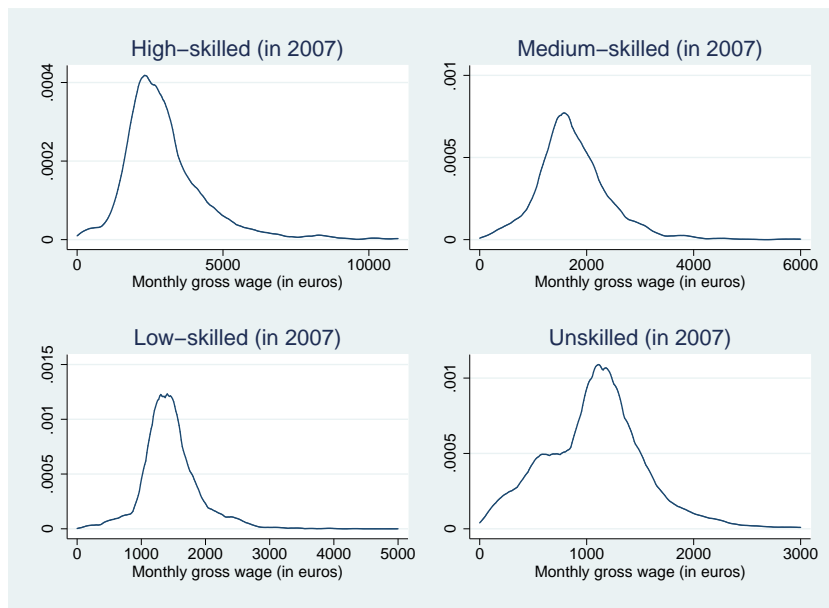 High−skilled (in 2007)
.0004
.0002
0
0 5000 10000
Monthly gross wage (in euros)
Medium−skilled (in 2007)
.001
.0005
0
0 2000 4000 6000
Monthly gross wage (in euros)
Low−skilled (in 2007)
.0015
.001
.0005
0
0 1000 2000 3000 4000 5000
Monthly gross wage (in euros)
Unskilled (in 2007)
.001
.0005
0
0 1000 2000 3000
Monthly gross wage (in euros)